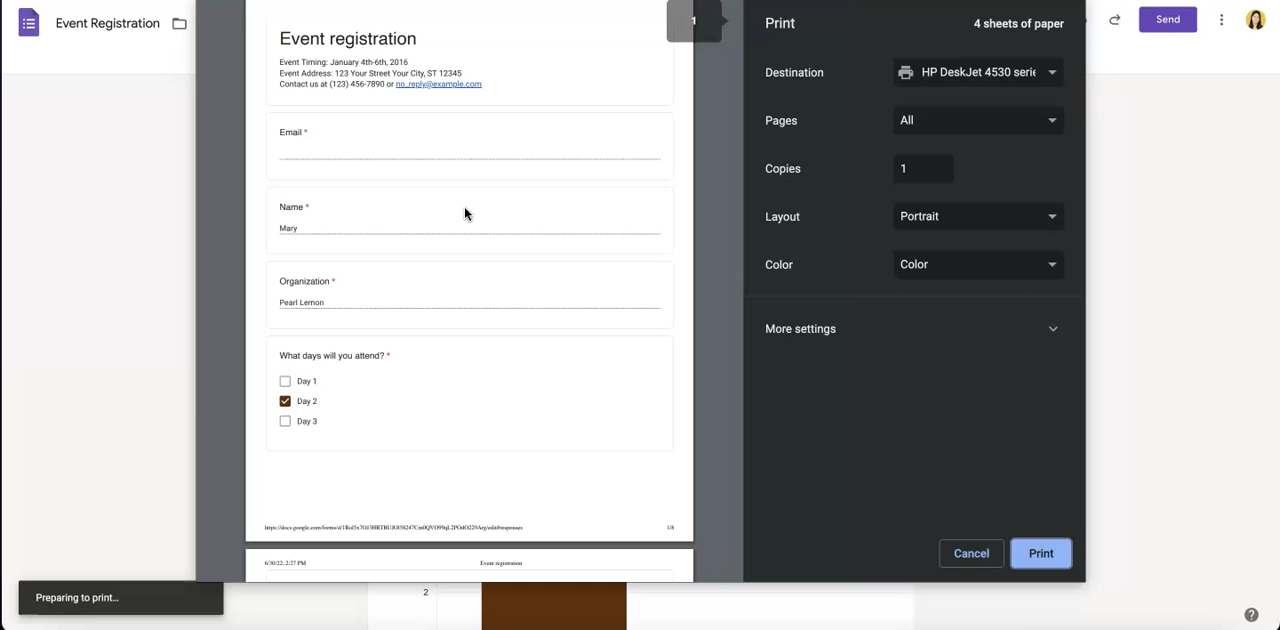 Event Registration
Send
1
Event registration
Event Timing: January 4th-6th, 2016
Event Address: 123 Your Street Your City, ST 12345
Contact us at (123) 456-7890 or no_reply@example.com
Email *
Name *
Mary
Organization *
Pearl Lemon
What days will you attend? *
Day 1
Day 2
Day 3
1/8
6/30/22, 2:27 PM Event registration
Print 4 sheets of paper
Destination HP DeskJet 4530 serie
Pages All
Copies 1
Layout Portrait
Color Color
More settings
Cancel Print
Preparing to print...
2